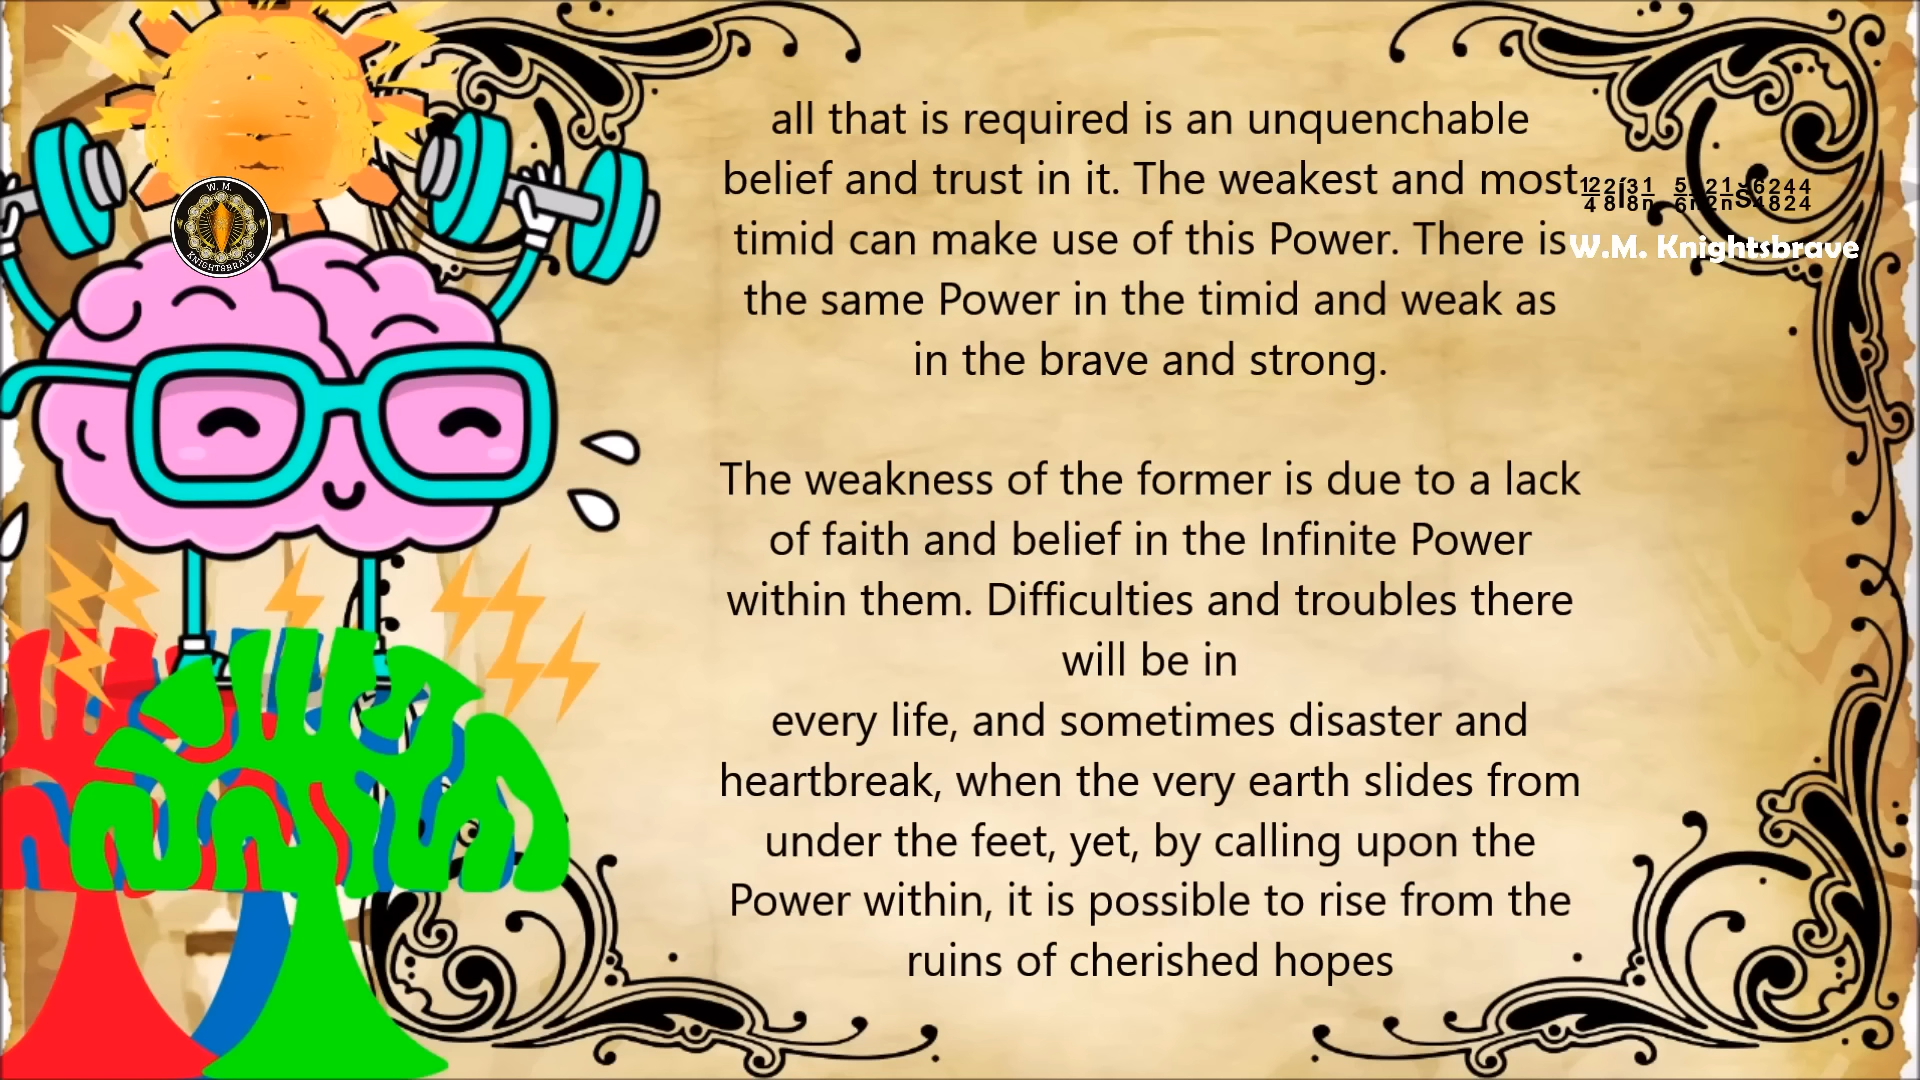 all that is required is an unquenchable
belief and trust in it. The weakest and most
timid can make use of this Power. There is
the same Power in the timid and weak as
in the brave and strong.
The weakness of the former is due to a lack
of faith and belief in the Infinite Power
within them. Difficulties and troubles there
will be in
every life, and sometimes disaster and
heartbreak, when the very earth slides from
under the feet, yet, by calling upon the
Power within, it is possible to rise from the
ruins of cherished hopes
W.M. Knightsbrave
W. M.
KNIGHTSBRAVE